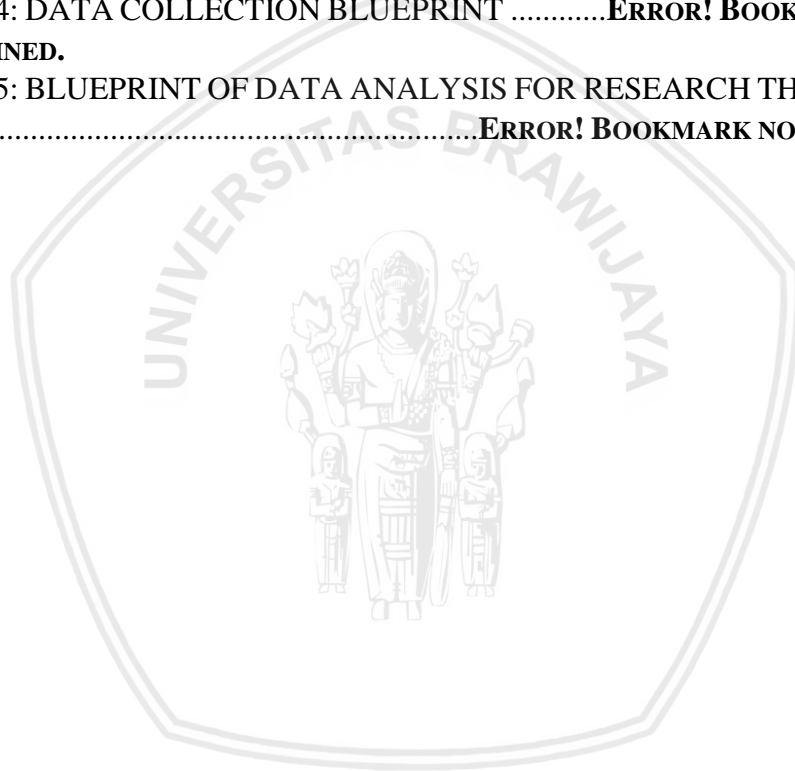 4: DATA COLLECTION BLUEPRINT ............ERROR! BOOK
INED.
5: BLUEPRINT OF DATA ANALYSIS FOR RESEARCH TH
......................................................ERROR! BOOKMARK NO
UNIVERSITAS BRAWIJAYA